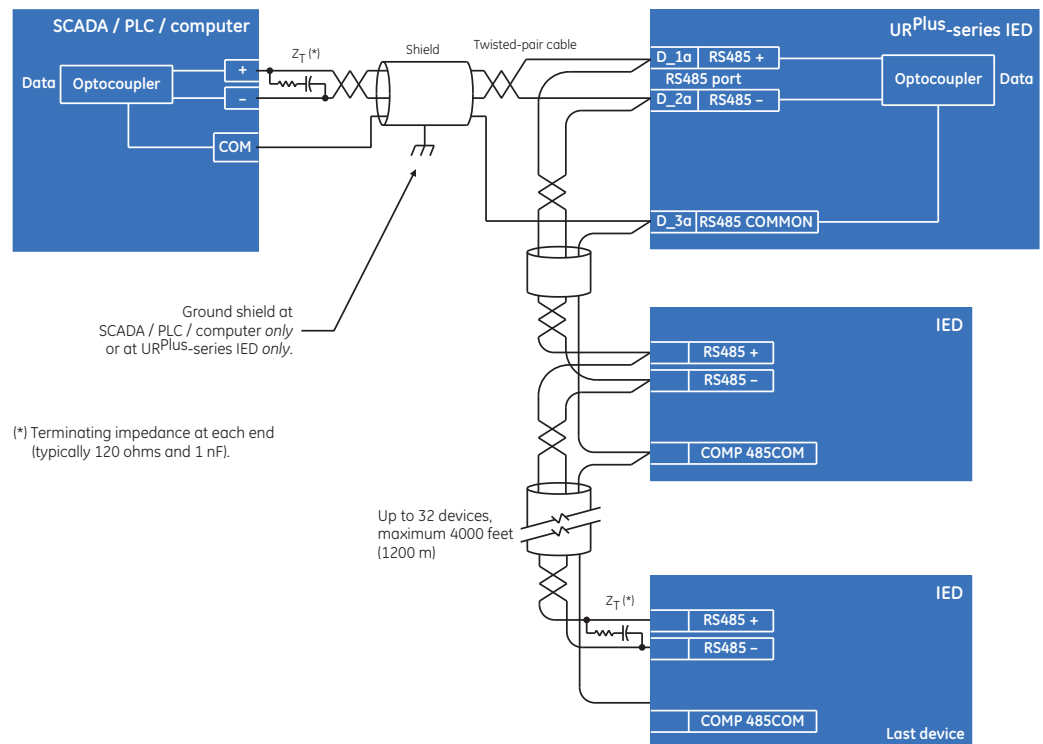 SCADA / PLC / computer
Z_T (*)
Shield
Twisted-pair cable
URPlus-series IED
Data
Optocoupler
+
–
COM
D_1a
RS485 +
RS485 port
D_2a
RS485 –
Optocoupler
Data
D_3a
RS485 COMMON
Ground shield at
SCADA / PLC / computer only
or at URPlus-series IED only.
IED
RS485 +
RS485 –
COMP 485COM
(*) Terminating impedance at each end
(typically 120 ohms and 1 nF).
Up to 32 devices,
maximum 4000 feet
(1200 m)
IED
Z_T (*)
RS485 +
RS485 –
COMP 485COM
Last device